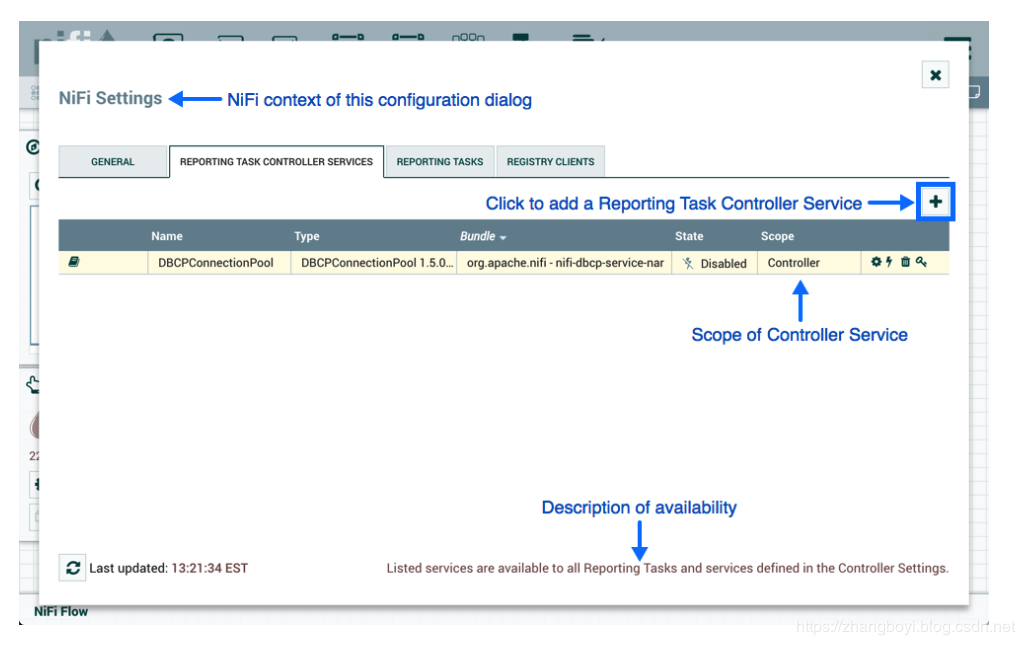 nifi
NiFi Settings
NiFi context of this configuration dialog
GENERAL
REPORTING TASK CONTROLLER SERVICES
REPORTING TASKS
REGISTRY CLIENTS
Click to add a Reporting Task Controller Service
Name Type Bundle State Scope
DBCPConnectionPool DBCPConnectionPool 1.5.0... org.apache.nifi - nifi-dbcp-service-nar Disabled Controller
Scope of Controller Service
22
Description of availability
Last updated: 13:21:34 EST
Listed services are available to all Reporting Tasks and services defined in the Controller Settings.
NiFi Flow
https://zhangboyi.blog.csdn.net